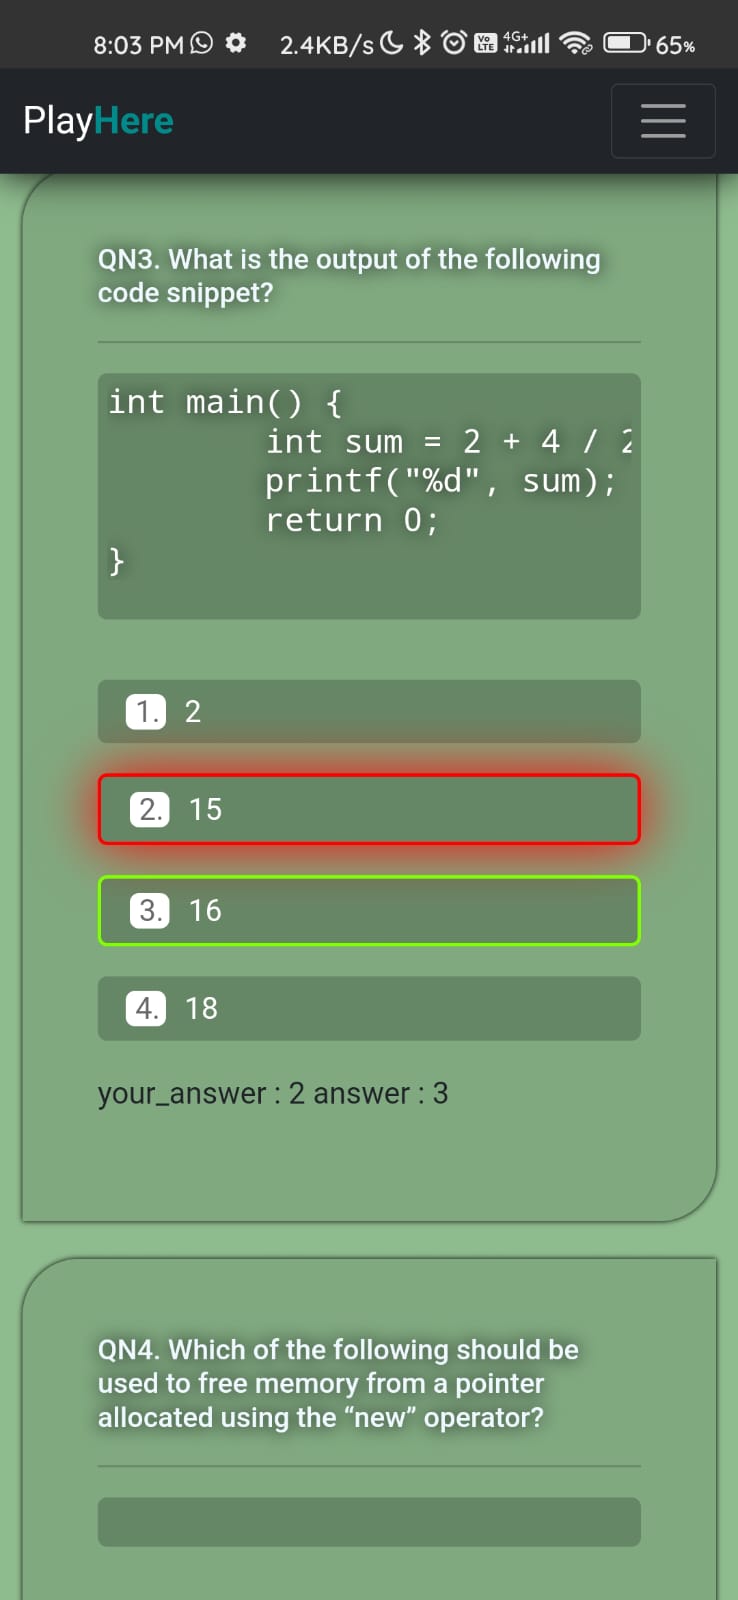 8:03 PM 2.4KB/s Vo LTE 4G+ 65%
PlayHere
QN3. What is the output of the following
code snippet?
int main() {
int sum = 2 + 4 / 2
printf("%d", sum);
return 0;
}
1. 2
2. 15
3. 16
4. 18
your_answer : 2 answer : 3
QN4. Which of the following should be
used to free memory from a pointer
allocated using the “new” operator?